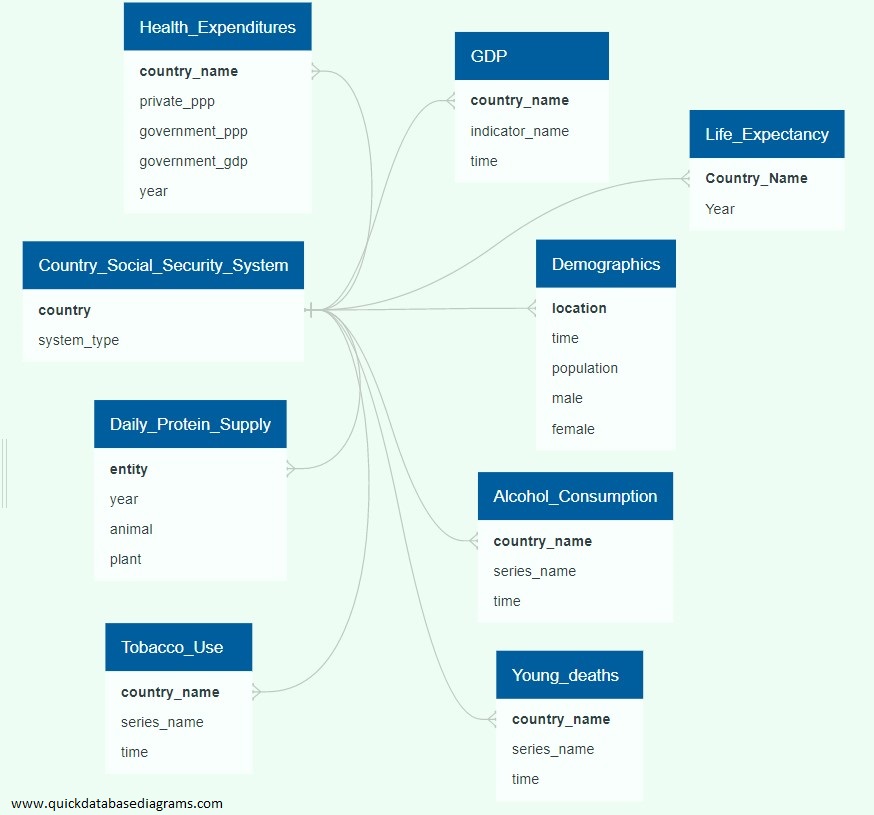 Health_Expenditures
country_name
private_ppp
government_ppp
government_gdp
year
GDP
country_name
indicator_name
time
Life_Expectancy
Country_Name
Year
Country_Social_Security_System
country
system_type
Demographics
location
time
population
male
female
Daily_Protein_Supply
entity
year
animal
plant
Alcohol_Consumption
country_name
series_name
time
Tobacco_Use
country_name
series_name
time
Young_deaths
country_name
series_name
time
www.quickdatabasediagrams.com